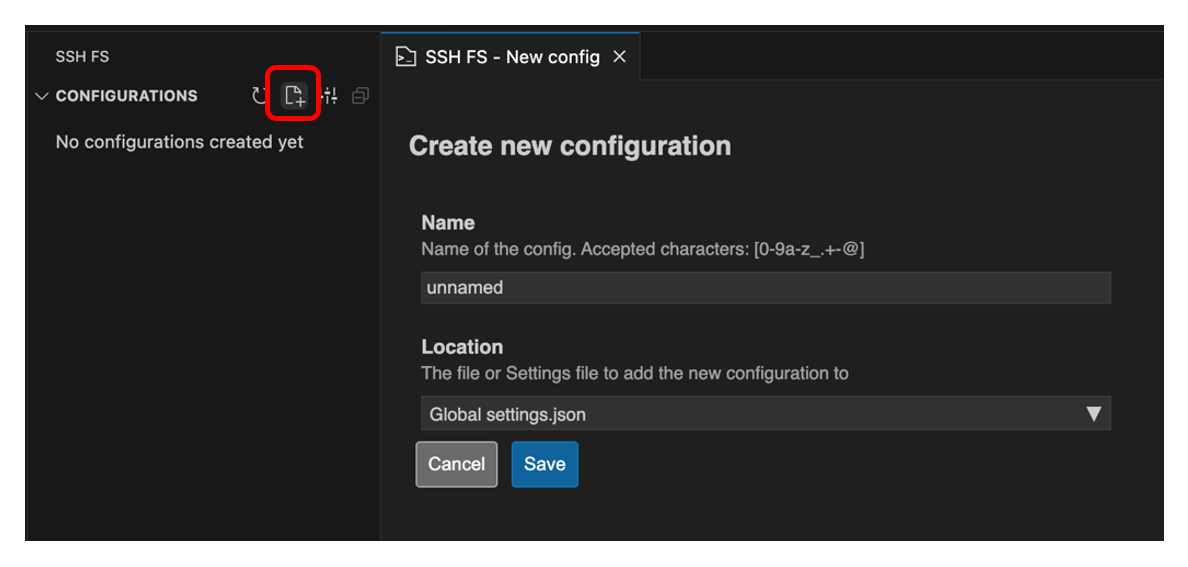 SSH FS
SSH FS - New config
CONFIGURATIONS
No configurations created yet
Create new configuration
Name
Name of the config. Accepted characters: [0-9a-z_.+-@]
unnamed
Location
The file or Settings file to add the new configuration to
Global settings.json
Cancel Save